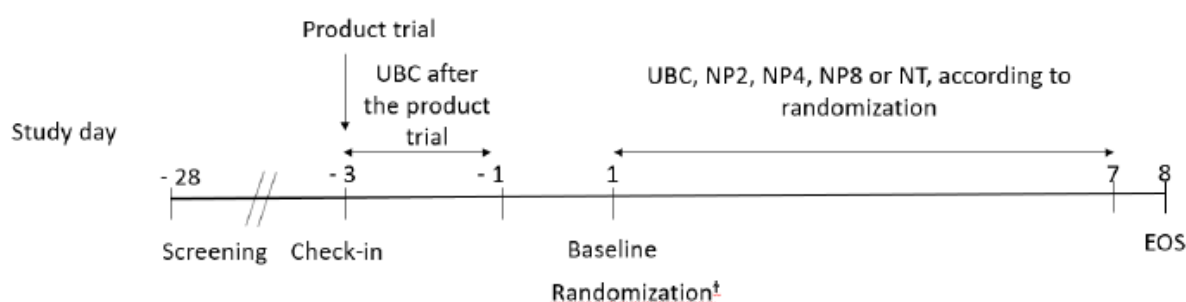 Product trial
UBC after
the product
trial
UBC, NP2, NP4, NP8 or NT, according to
randomization
Study day
- 28
- 3
- 1
1
7
8
Screening
Check-in
Baseline
EOS
Randomization†